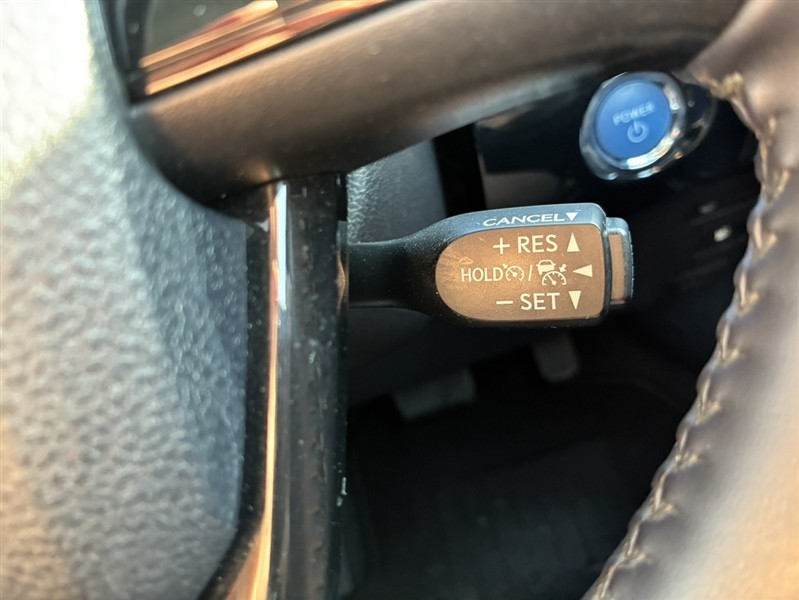 POWER
CANCEL▼
+ RES ▲
HOLD / ◀
− SET ▼